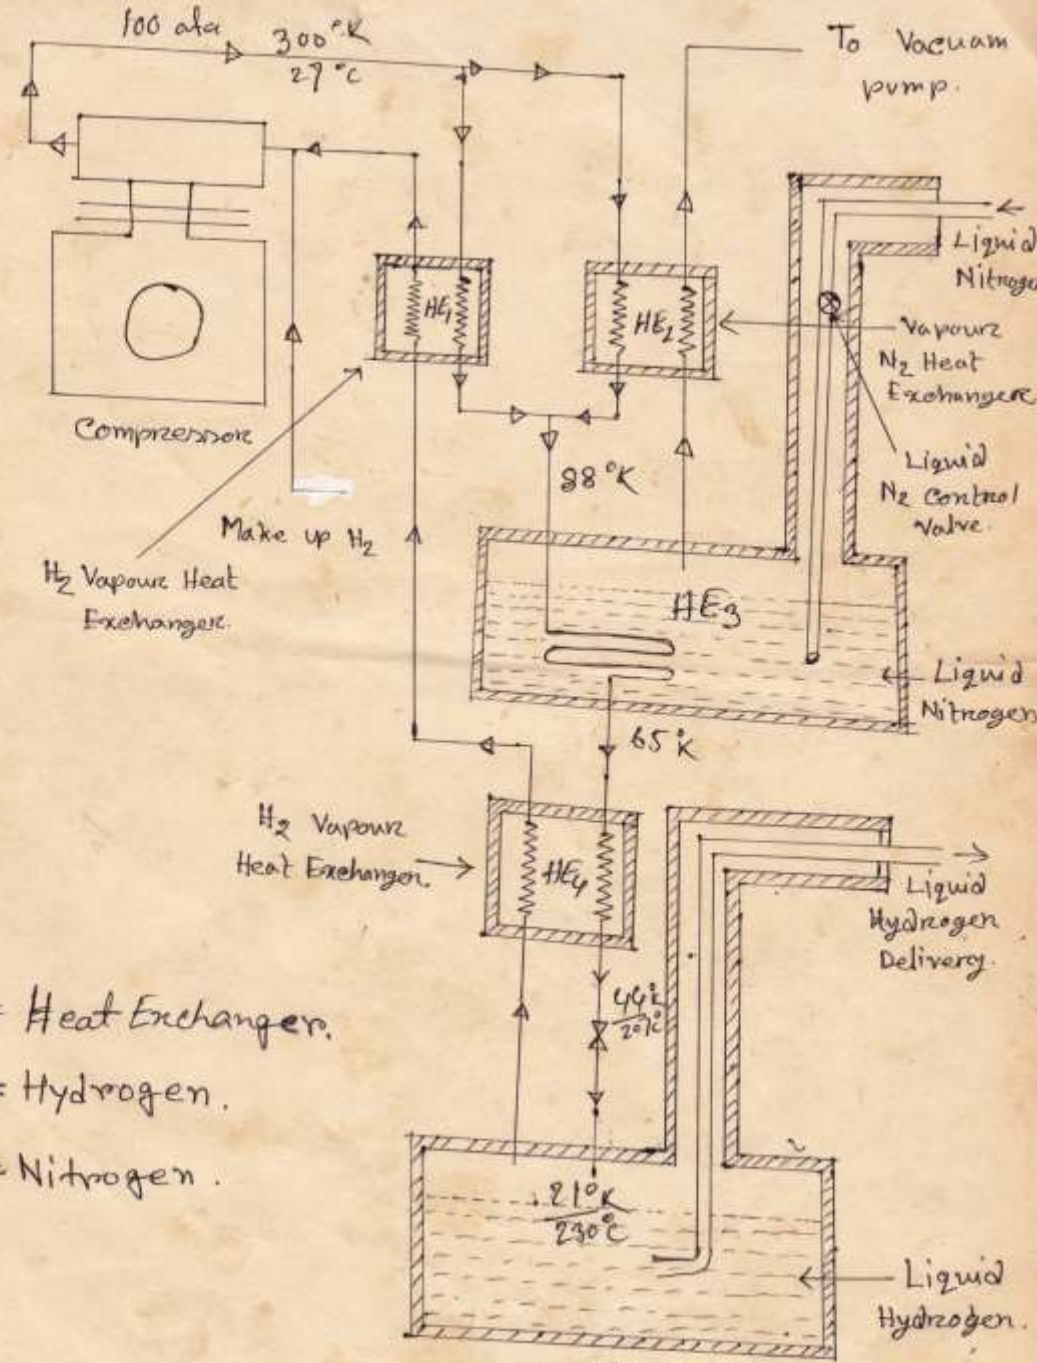 100 ata
300°K
27°C
To Vacuam
pump.
Liquid
HE1
HE2
Vapour
N2 Heat
Exchanger
Compressor
88°K
Liquid
N2 Control
Valve.
Make up H2
H2 Vapour Heat
Exchanger.
HE3
Liquid
Nitrogen
65°K
H2 Vapour
Heat Exchanger.
HE4
Liquid
Hydrogen
Delivery.
44°K
207°C
= Heat Exchanger.
= Hydrogen.
= Nitrogen.
21°K
230°C
Liquid
Hydrogen.